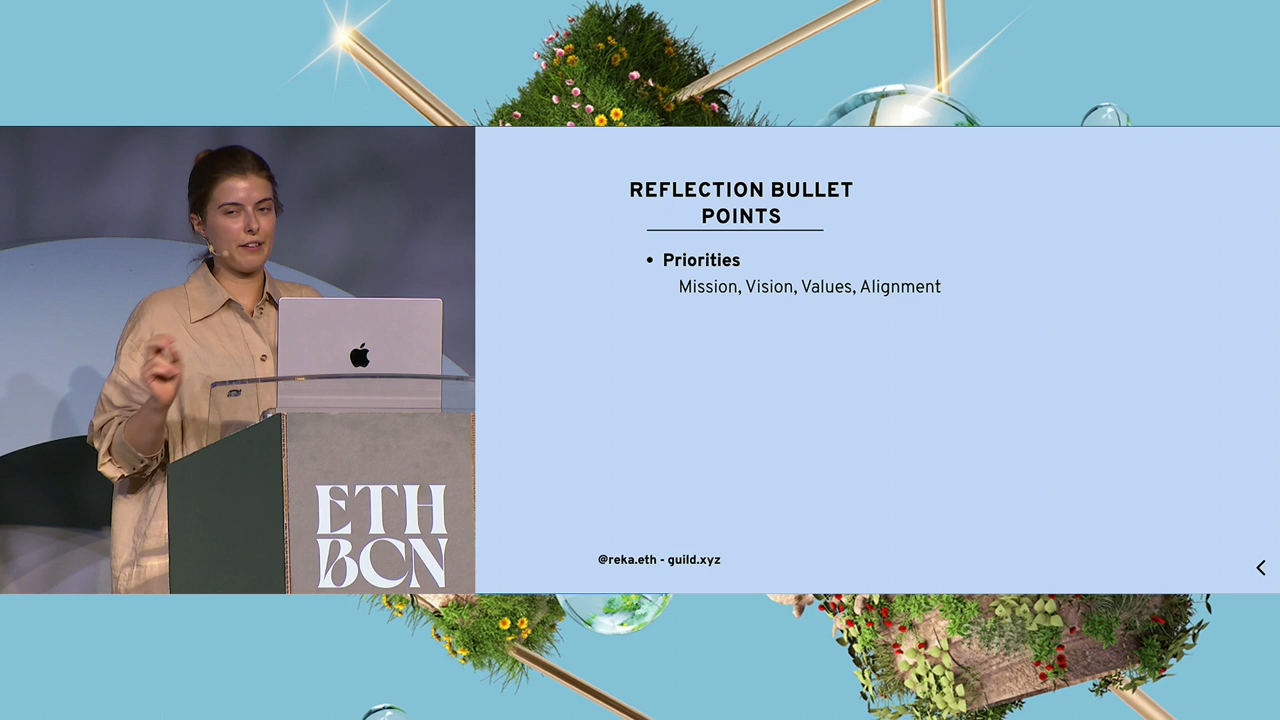 REFLECTION BULLET
POINTS
• Priorities
Mission, Vision, Values, Alignment
@reka.eth - guild.xyz
ETH
BCN